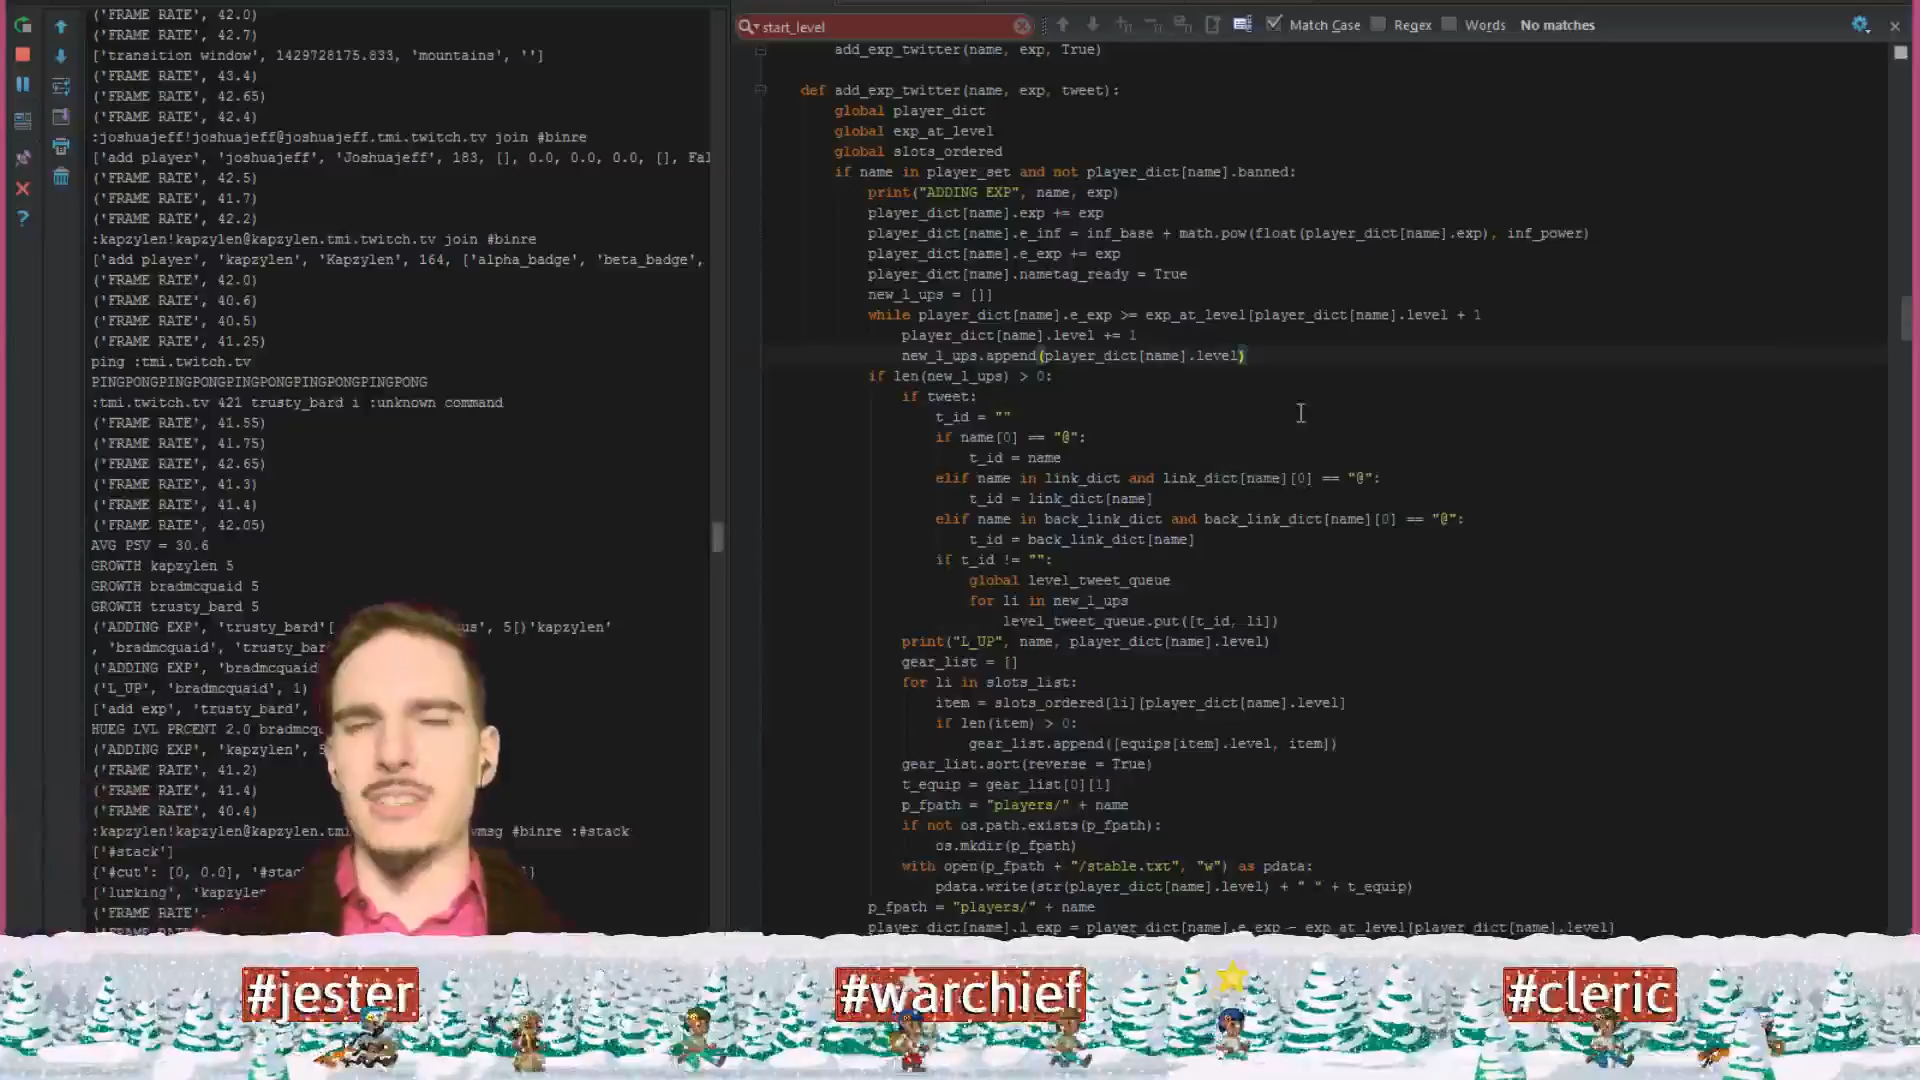 ('FRAME RATE', 42.0)
('FRAME RATE', 42.7)
['transition window', 1429728175.833, 'mountains', '']
('FRAME RATE', 43.4)
('FRAME RATE', 42.65)
('FRAME RATE', 42.4)
:joshuajeff!joshuajeff@joshuajeff.tmi.twitch.tv join #binre
['add player', 'joshuajeff', 'Joshuajeff', 183, [], 0.0, 0.0, 0.0, [], Fal
('FRAME RATE', 42.5)
('FRAME RATE', 41.7)
('FRAME RATE', 42.2)
:kapzylen!kapzylen@kapzylen.tmi.twitch.tv join #binre
['add player', 'kapzylen', 'Kapzylen', 164, ['alpha_badge', 'beta_badge',
('FRAME RATE', 42.0)
('FRAME RATE', 40.6)
('FRAME RATE', 40.5)
('FRAME RATE', 41.25)
ping :tmi.twitch.tv
PINGPONGPINGPONGPINGPONGPINGPONGPINGPONG
:tmi.twitch.tv 421 trusty_bard i :unknown command
('FRAME RATE', 41.55)
('FRAME RATE', 41.75)
('FRAME RATE', 42.65)
('FRAME RATE', 41.3)
('FRAME RATE', 41.4)
('FRAME RATE', 42.05)
AVG PSV = 30.6
GROWTH kapzylen 5
GROWTH bradmcquaid 5
GROWTH trusty_bard 5
('ADDING EXP', 'trusty_bard'[ us', 5[)'kapzylen'
, 'bradmcquaid', 'trusty_bar
('ADDING EXP', 'bradmcquaid
('L_UP', 'bradmcquaid', 1)
['add exp', 'trusty_bard',
HUEG LVL PRCENT 2.0 bradmcq
('ADDING EXP', 'kapzylen', 5
('FRAME RATE', 41.2)
('FRAME RATE', 41.4)
('FRAME RATE', 40.4)
:kapzylen!kapzylen@kapzylen.tmi vmsg #binre :#stack
['#stack']
['#cut': [0, 0.0], '#stac ]}
['lurking', 'kapzylen
('FRAME RATE',
('FRAME RATE',
start_level
Match Case
Regex
Words
No matches
add_exp_twitter(name, exp, True)
def add_exp_twitter(name, exp, tweet):
global player_dict
global exp_at_level
global slots_ordered
if name in player_set and not player_dict[name].banned:
print("ADDING EXP", name, exp)
player_dict[name].exp += exp
player_dict[name].e_inf = inf_base + math.pow(float(player_dict[name].exp), inf_power)
player_dict[name].e_exp += exp
player_dict[name].nametag_ready = True
new_l_ups = []]
while player_dict[name].e_exp >= exp_at_level[player_dict[name].level + 1
player_dict[name].level += 1
new_l_ups.append(player_dict[name].level)
if len(new_l_ups) > 0:
if tweet:
t_id = ""
if name[0] == "@":
t_id = name
elif name in link_dict and link_dict[name][0] == "@":
t_id = link_dict[name]
elif name in back_link_dict and back_link_dict[name][0] == "@":
t_id = back_link_dict[name]
if t_id != "":
global level_tweet_queue
for li in new_l_ups
level_tweet_queue.put([t_id, li])
print("L_UP", name, player_dict[name].level)
gear_list = []
for li in slots_list:
item = slots_ordered[li][player_dict[name].level]
if len(item) > 0:
gear_list.append([equips[item].level, item])
gear_list.sort(reverse = True)
t_equip = gear_list[0][1]
p_fpath = "players/" + name
if not os.path.exists(p_fpath):
os.mkdir(p_fpath)
with open(p_fpath + "/stable.txt", "w") as pdata:
pdata.write(str(player_dict[name].level) + " " + t_equip)
p_fpath = "players/" + name
player_dict[name].l_exp = player_dict[name].e_exp - exp_at_level[player_dict[name].level]
#jester
#warchief
#cleric